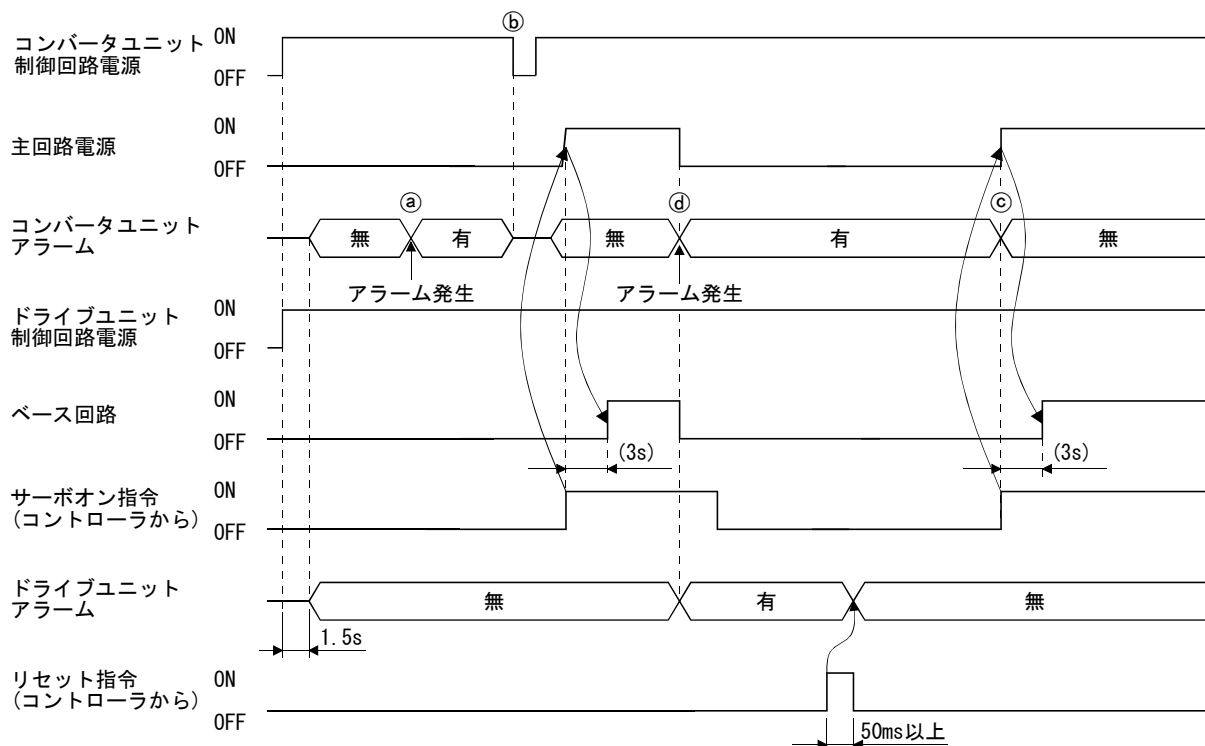 ⓑ
コンバータユニット
制御回路電源
ON
OFF
主回路電源
ON
OFF
コンバータユニット
アラーム
ⓐ
ⓓ
ⓒ
無
有
無
有
無
アラーム発生
アラーム発生
ドライブユニット
制御回路電源
ON
OFF
ベース回路
ON
OFF
(3s)
(3s)
サーボオン指令
(コントローラから)
ON
OFF
ドライブユニット
アラーム
無
有
無
1.5s
リセット指令
(コントローラから)
ON
OFF
50ms以上